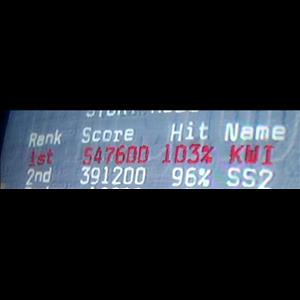 Rank Score Hit Name
1st 547600 103% KWI
2nd 391200 96% SS2